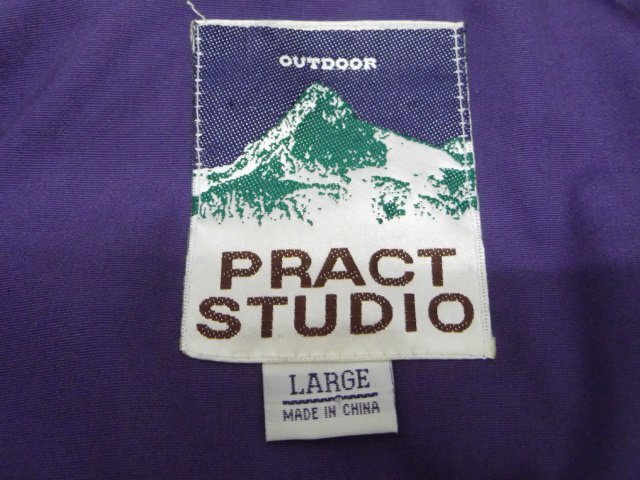 OUTDOOR
PRACT
STUDIO
LARGE
MADE IN CHINA